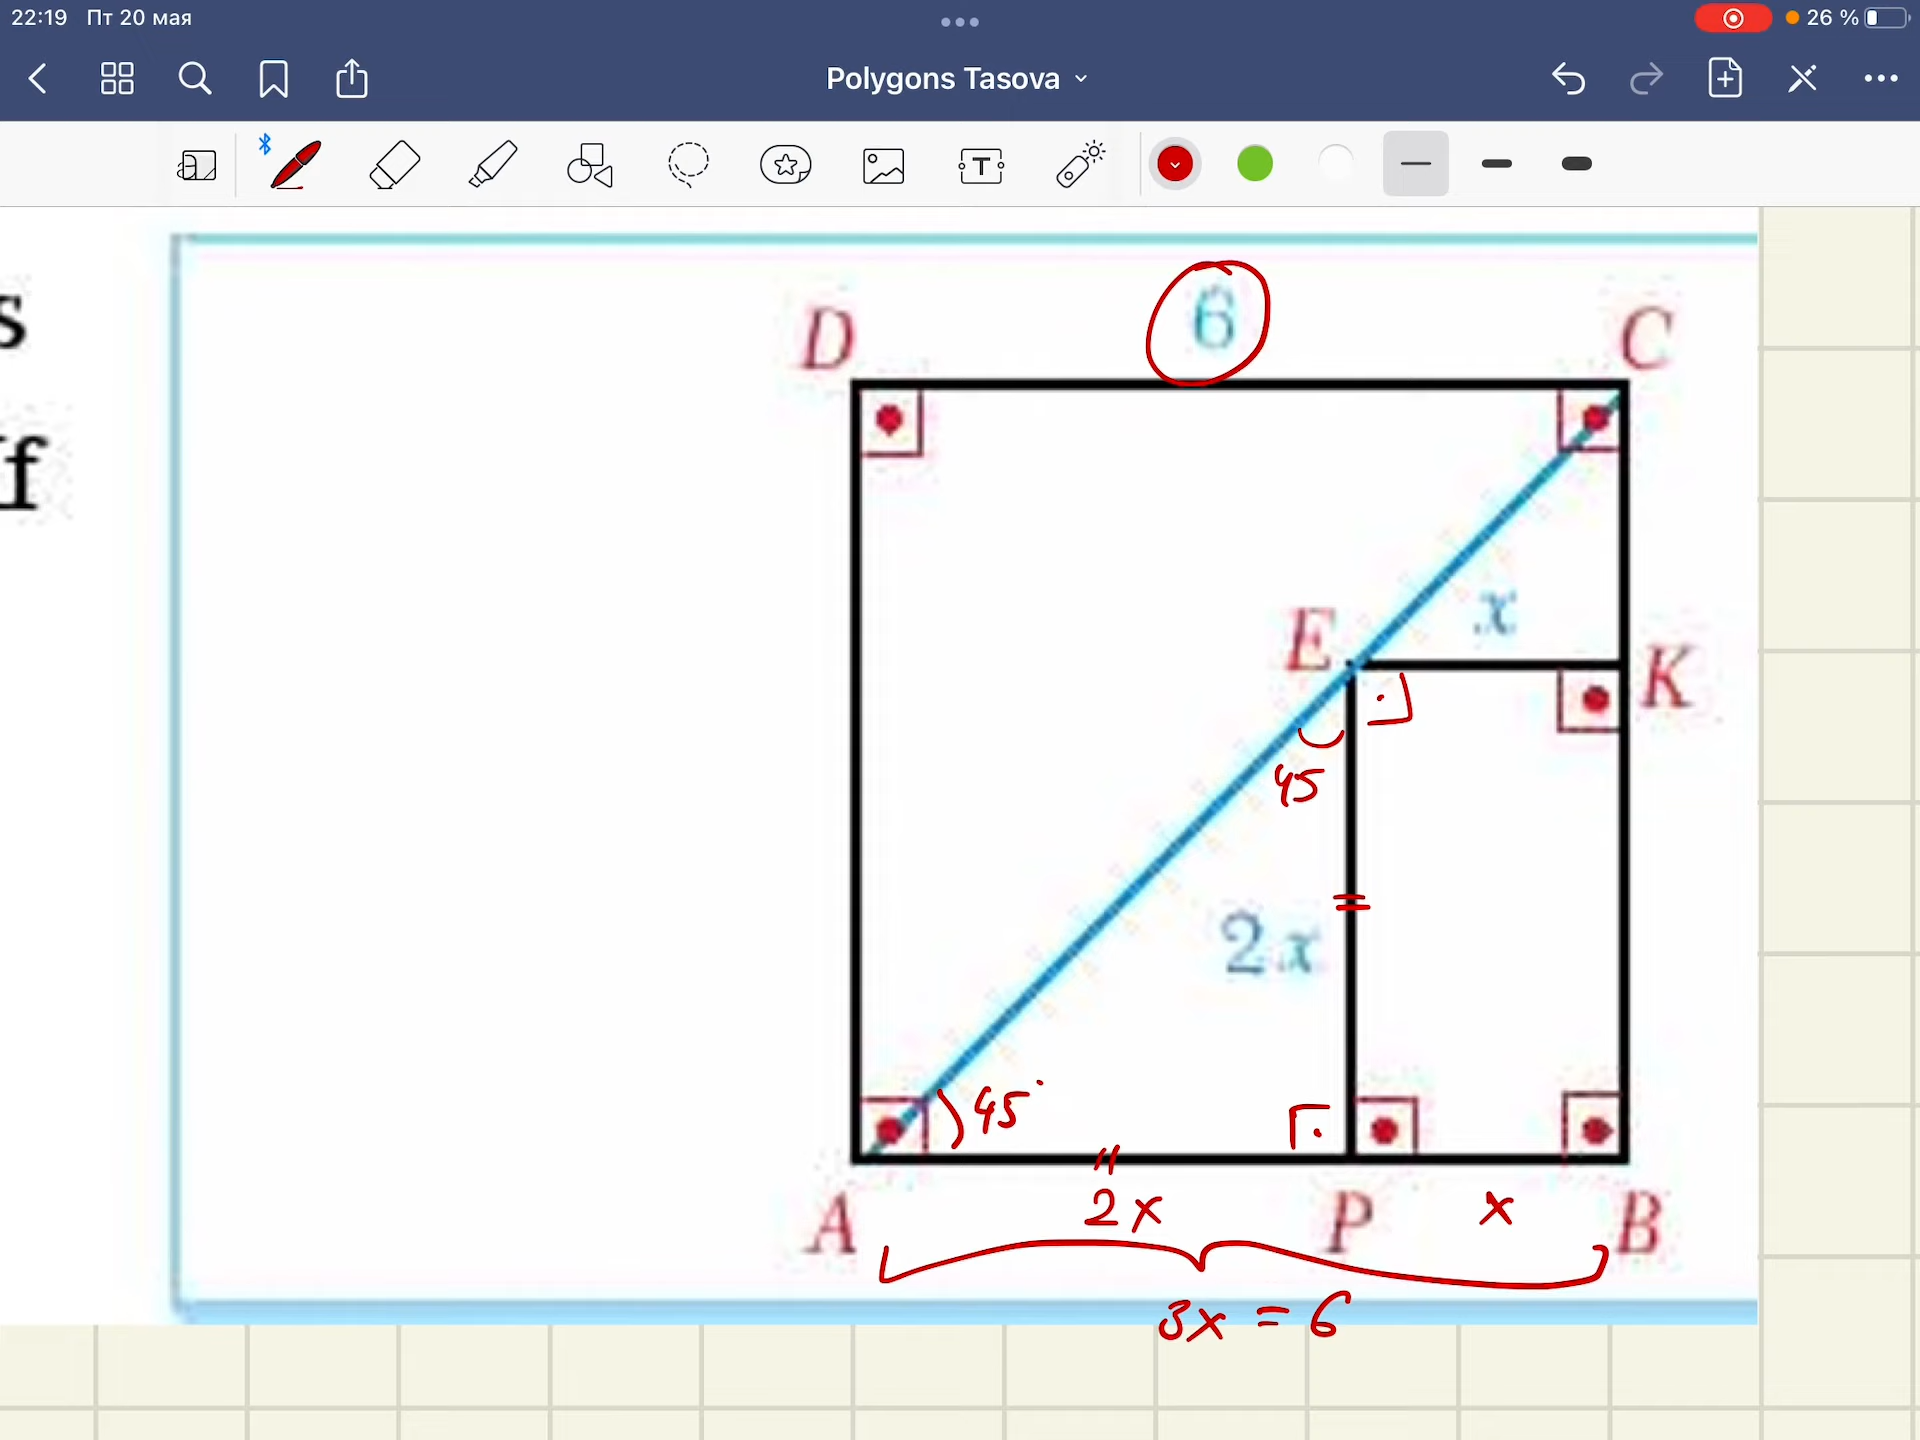 22:19 Пт 20 мая
26 %
Polygons Tasova
s
f
6
D
C
x
E
K
45
2x
45°
A
2x
P
x
B
3x = 6